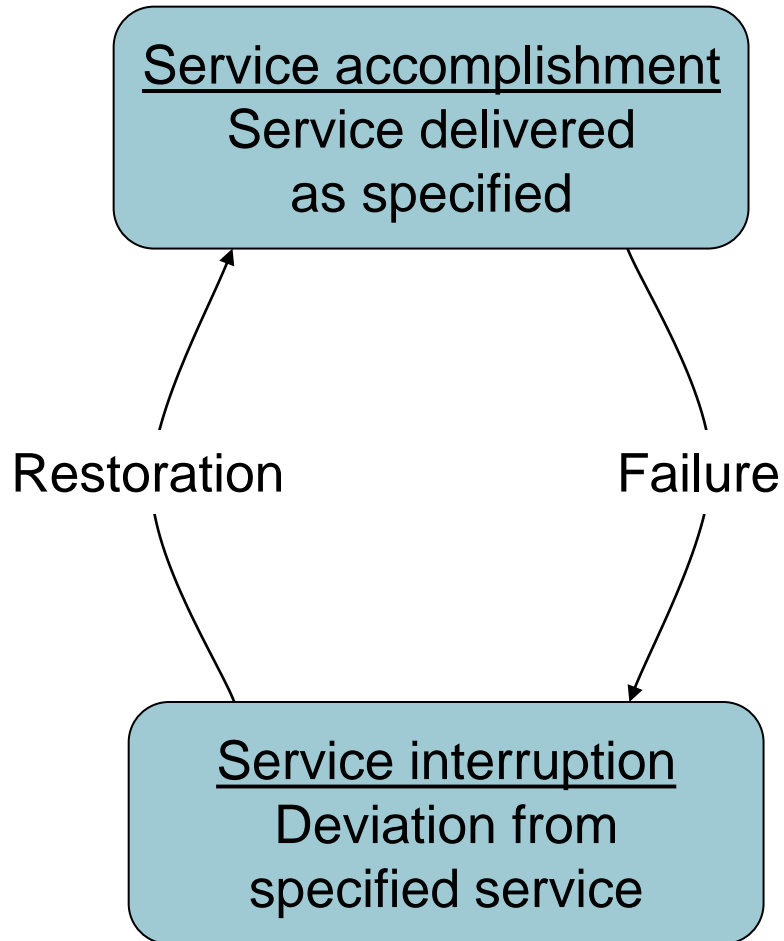 Service accomplishment
Service delivered
as specified
Restoration
Failure
Service interruption
Deviation from
specified service